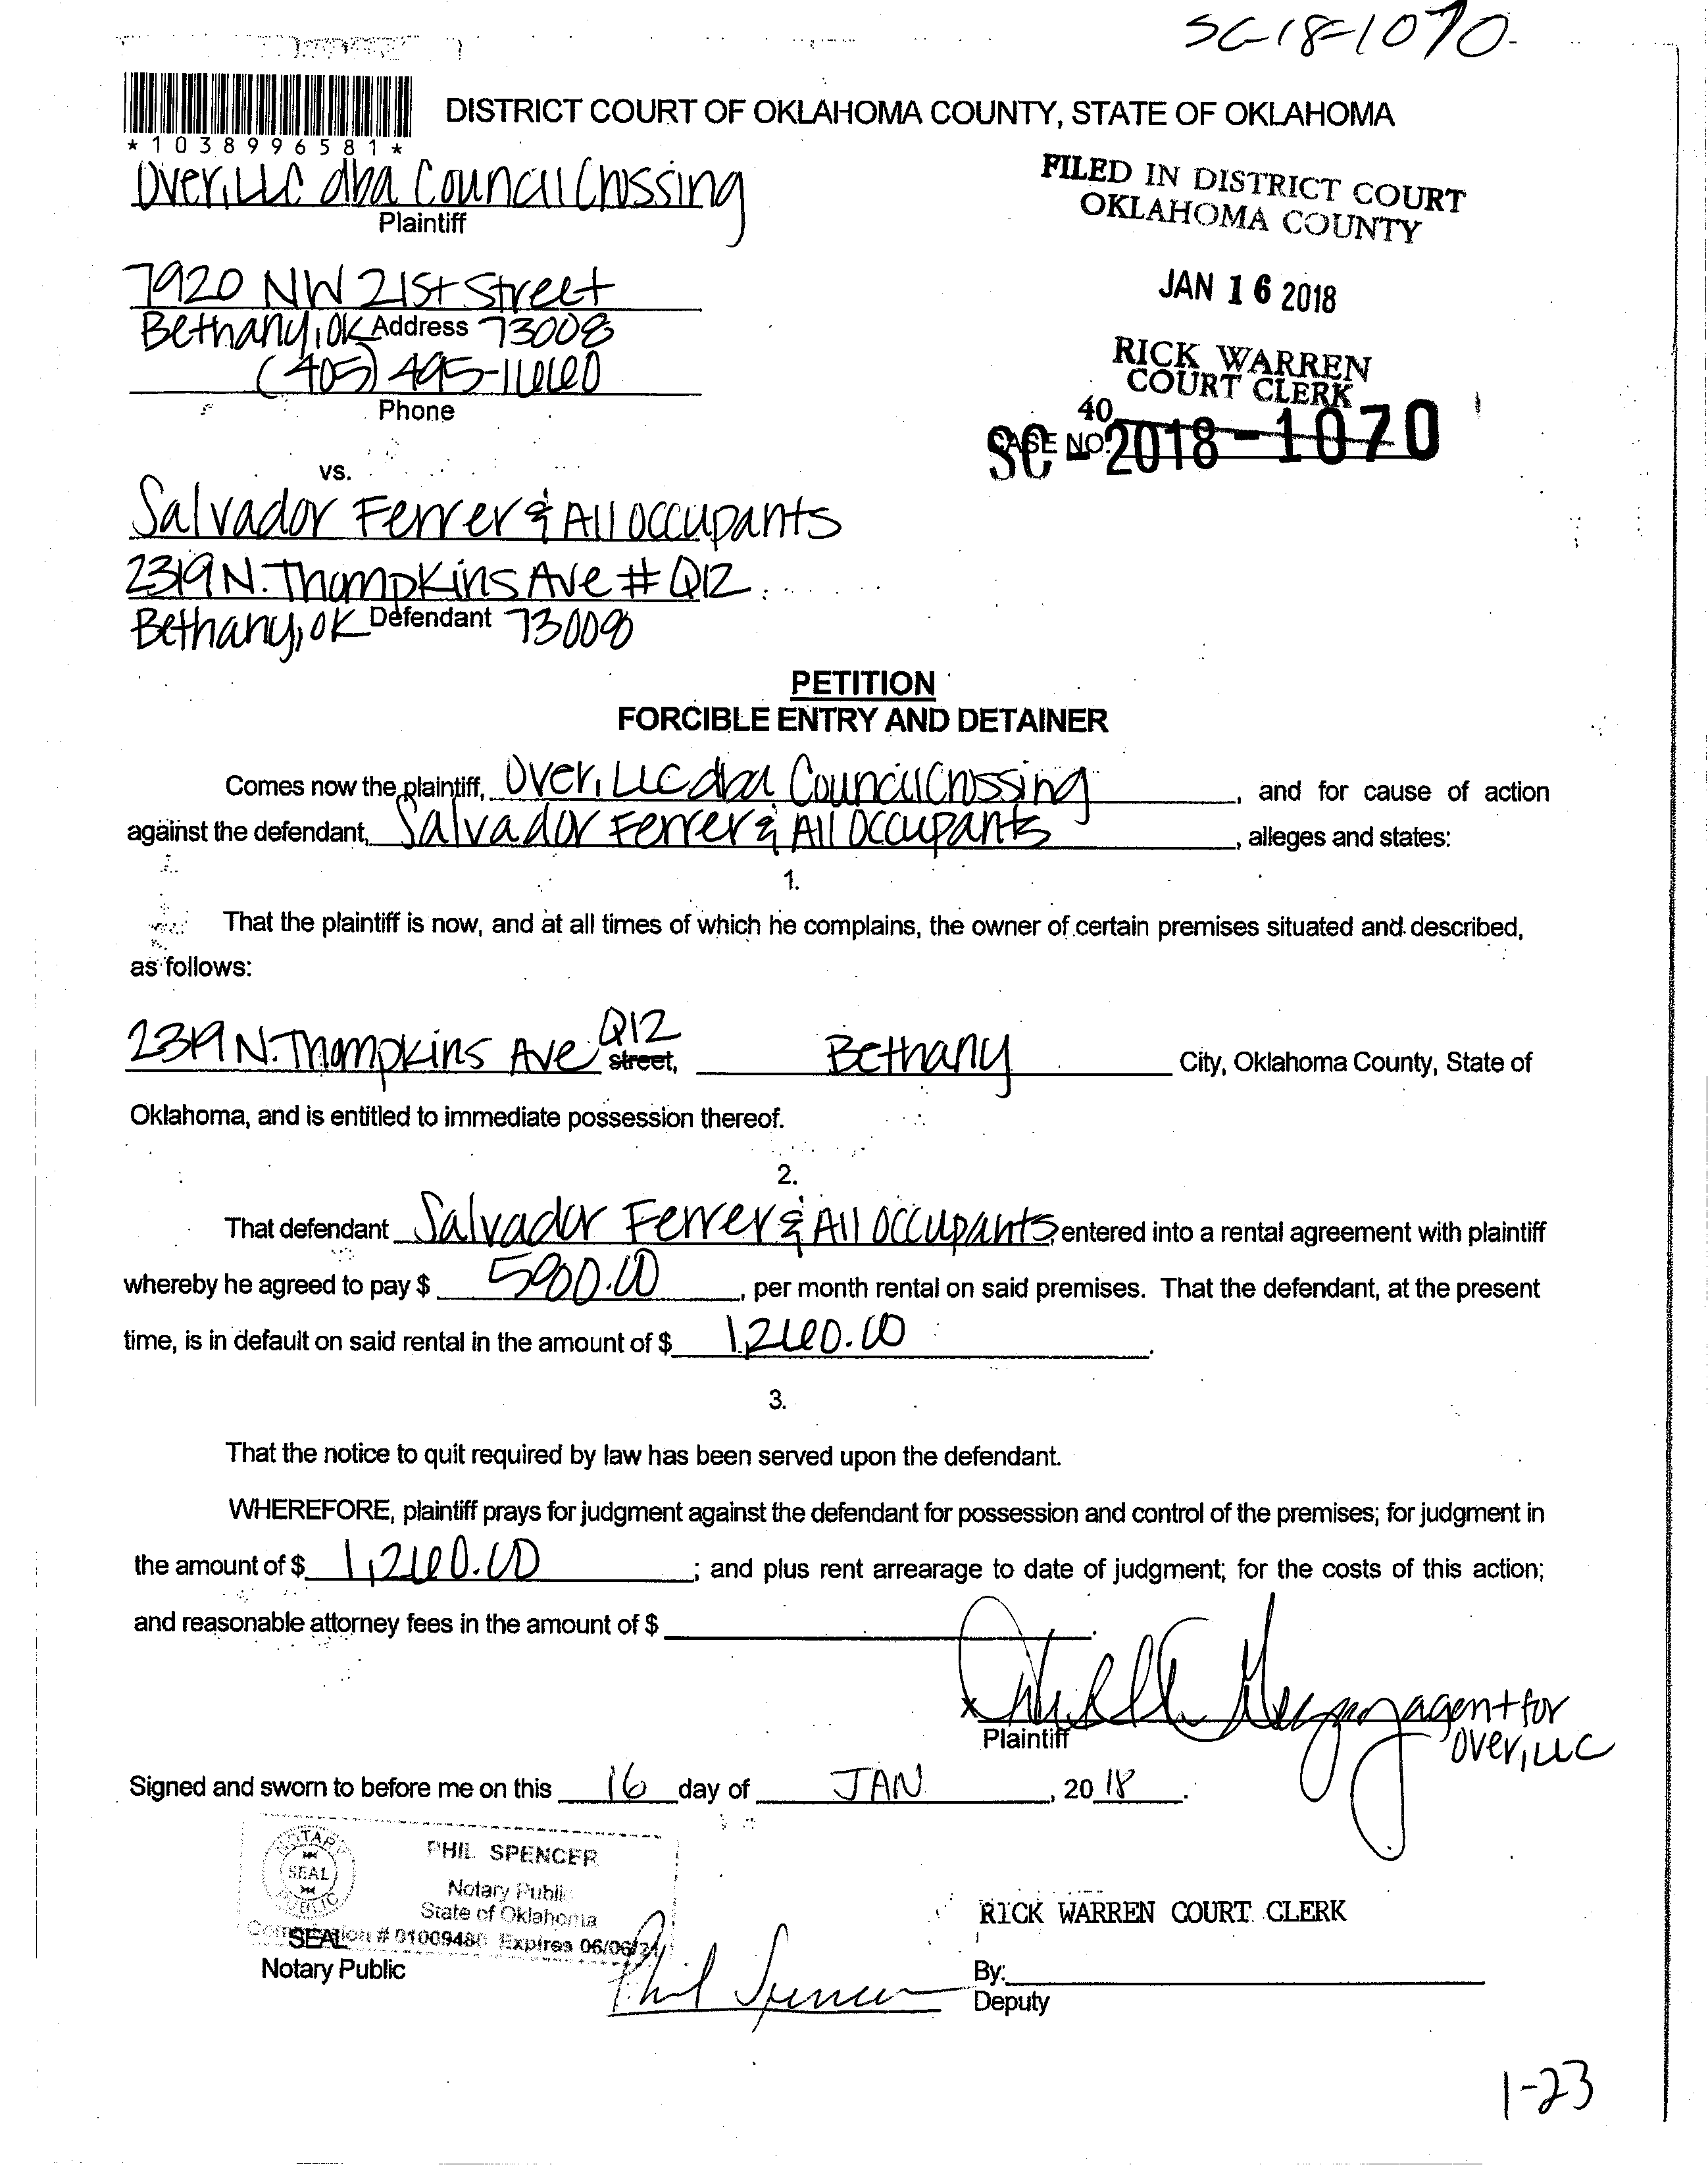 SC-18-1070
*1038996581*
DISTRICT COURT OF OKLAHOMA COUNTY, STATE OF OKLAHOMA
Over, LLC dba Council Crossing
Plaintiff
FILED IN DISTRICT COURT
OKLAHOMA COUNTY
JAN 16 2018
RICK WARREN
COURT CLERK
40
CASE NO.
SC-2018-1070
7920 NW 21st Street
Bethany, OK Address 73008
(405) 495-1660
Phone
vs.
Salvador Ferrer & All occupants
2319 N. Thompkins Ave # Q12
Bethany, OK Defendant 73008
PETITION
FORCIBLE ENTRY AND DETAINER
Comes now the plaintiff, Over, LLC dba Council Crossing, and for cause of action
against the defendant, Salvador Ferrer & All occupants, alleges and states:
1.
That the plaintiff is now, and at all times of which he complains, the owner of certain premises situated and described,
as follows:
2319 N. Thompkins Ave Q12 street, Bethany City, Oklahoma County, State of
Oklahoma, and is entitled to immediate possession thereof.
2.
That defendant Salvador Ferrer & All occupants entered into a rental agreement with plaintiff
whereby he agreed to pay $, per month rental on said premises. That the defendant, at the present
time, is in default on said rental in the amount of $.
3.
That the notice to quit required by law has been served upon the defendant.
WHEREFORE, plaintiff prays for judgment against the defendant for possession and control of the premises; for judgment in
the amount of $; and plus rent arrearage to date of judgment; for the costs of this action;
and reasonable attorney fees in the amount of $.
x agent for
Plaintiff Over, LLC
Signed and sworn to before me on this 16 day of JAN, 2018.
NOTARY PUBLIC
SEAL
PHIL SPENCER
Notary Public
State of Oklahoma
Commission # 01009480 Expires 06/06/21
SEAL
Notary Public
Phil Spencer
RICK WARREN COURT CLERK
By:
Deputy
1-23